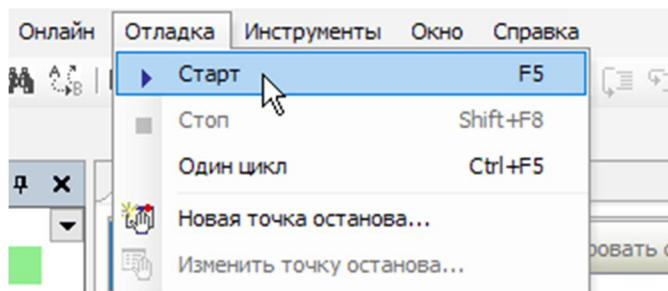 Онлайн Отладка Инструменты Окно Справка
Старт F5
Стоп Shift+F8
Один цикл Ctrl+F5
Новая точка останова...
Изменить точку останова...